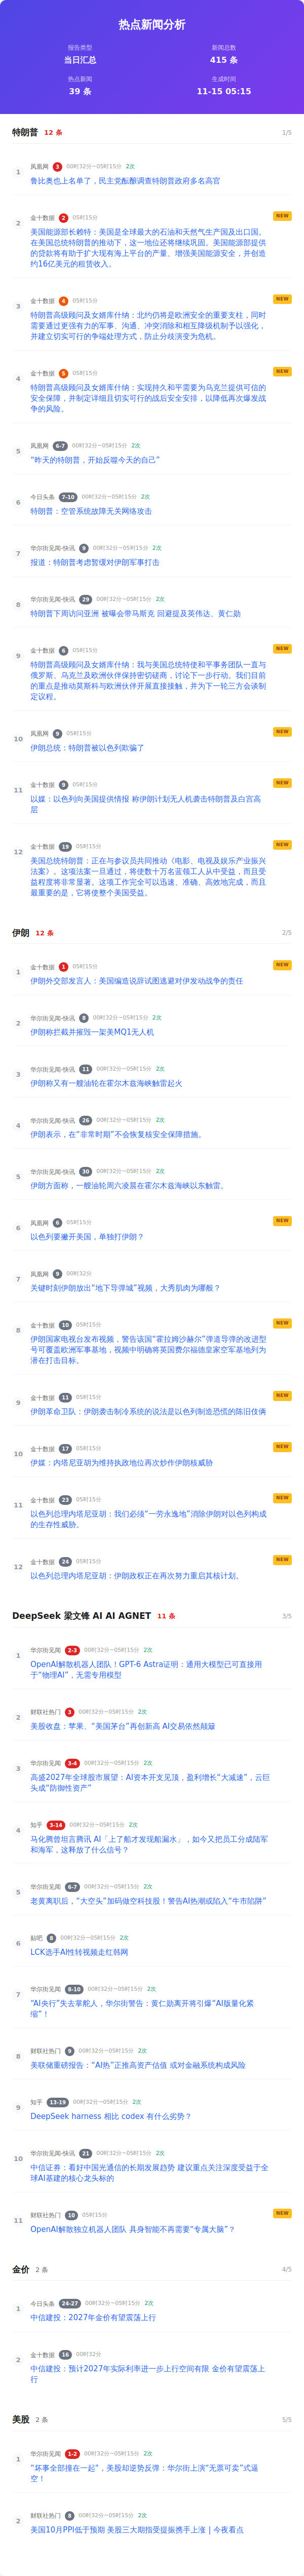 热点新闻分析
报告类型
新闻总数
当日汇总
415 条
热点新闻
生成时间
39 条
11-15 05:15
特朗普 12 条 1/5
1
凤凰网 3 00时32分~05时15分 2次
鲁比奥也上名单了，民主党酝酿调查特朗普政府多名高官
NEW
2
金十数据 2 05时15分
美国能源部长赖特：美国是全球最大的石油和天然气生产国及出口国。
在美国总统特朗普的推动下，这一地位还将继续巩固。美国能源部提供
的贷款将有助于扩大现有海上平台的产量、增强美国能源安全，并创造
约16亿美元的租赁收入。
NEW
3
金十数据 4 05时15分
特朗普高级顾问及女婿库什纳：北约仍将是欧洲安全的重要支柱，同时
需要通过更强有力的军事、沟通、冲突消除和相互降级机制予以强化，
并建立切实可行的争端处理方式，防止分歧演变为危机。
NEW
4
金十数据 5 05时15分
特朗普高级顾问及女婿库什纳：实现持久和平需要为乌克兰提供可信的
安全保障，并制定详细且切实可行的战后安全安排，以降低再次爆发战
争的风险。
5
凤凰网 6-7 00时32分~05时15分 2次
“昨天的特朗普，开始反噬今天的自己”
6
今日头条 7-10 00时32分~05时15分 2次
特朗普：空管系统故障无关网络攻击
7
华尔街见闻-快讯 9 00时32分~05时15分 2次
报道：特朗普考虑暂缓对伊朗军事打击
8
华尔街见闻-快讯 29 00时32分~05时15分 2次
特朗普下周访问亚洲 被曝会带马斯克 回避提及英伟达、黄仁勋
NEW
9
金十数据 6 05时15分
特朗普高级顾问及女婿库什纳：我与美国总统特使和平事务团队一直与
俄罗斯、乌克兰及欧洲伙伴保持密切磋商，讨论下一步行动。我们目前
的重点是推动莫斯科与欧洲伙伴开展直接接触，并为下一轮三方会谈制
定议程。
NEW
10
凤凰网 9 05时15分
伊朗总统：特朗普被以色列欺骗了
NEW
11
金十数据 9 05时15分
以媒：以色列向美国提供情报 称伊朗计划无人机袭击特朗普及白宫高
层
NEW
12
金十数据 19 05时15分
美国总统特朗普：正在与参议员共同推动《电影、电视及娱乐产业振兴
法案》。这项法案一旦通过，将使数十万名蓝领工人从中受益，而且受
益程度将非常显著。这项工作完全可以迅速、准确、高效地完成，而且
最重要的是，它将使整个美国受益。
伊朗 12 条 2/5
NEW
1
金十数据 1 05时15分
伊朗外交部发言人：美国编造说辞试图逃避对伊发动战争的责任
2
华尔街见闻-快讯 8 00时32分~05时15分 2次
伊朗称拦截并摧毁一架美MQ1无人机
3
华尔街见闻-快讯 11 00时32分~05时15分 2次
伊朗称又有一艘油轮在霍尔木兹海峡触雷起火
4
华尔街见闻-快讯 26 00时32分~05时15分 2次
伊朗表示，在“非常时期”不会恢复核安全保障措施。
5
华尔街见闻-快讯 30 00时32分~05时15分 2次
伊朗方面称，一艘油轮周六凌晨在霍尔木兹海峡以东触雷。
NEW
6
凤凰网 6 05时15分
以色列要撇开美国，单独打伊朗？
7
凤凰网 9 00时32分
关键时刻伊朗放出“地下导弹城”视频，大秀肌肉为哪般？
NEW
8
金十数据 10 05时15分
伊朗国家电视台发布视频，警告该国“霍拉姆沙赫尔”弹道导弹的改进型
号可覆盖欧洲军事基地，视频中明确将英国费尔福德皇家空军基地列为
潜在打击目标。
NEW
9
金十数据 11 05时15分
伊朗革命卫队：伊朗袭击制冷系统的说法是以色列制造恐慌的陈旧伎俩
NEW
10
金十数据 17 05时15分
伊媒：内塔尼亚胡为维持执政地位再次炒作伊朗核威胁
NEW
11
金十数据 23 05时15分
以色列总理内塔尼亚胡：我们必须“一劳永逸地”消除伊朗对以色列构成
的生存性威胁。
NEW
12
金十数据 24 05时15分
以色列总理内塔尼亚胡：伊朗政权正在再次努力重启其核计划。
DeepSeek 梁文锋 AI AI AGNET 11 条 3/5
1
华尔街见闻 2-3 00时32分~05时15分 2次
OpenAI解散机器人团队！GPT-6 Astra证明：通用大模型已可直接用
于“物理AI”，无需专用模型
2
财联社热门 3 00时32分~05时15分 2次
美股收盘：苹果、“美国茅台”再创新高 AI交易依然颠簸
3
华尔街见闻 3-4 00时32分~05时15分 2次
高盛2027年全球股市展望：AI资本开支见顶，盈利增长“大减速”，云巨
头成“防御性资产”
4
知乎 3-14 00时32分~05时15分 2次
马化腾曾坦言腾讯 AI「上了船才发现船漏水」，如今又把员工分成陆军
和海军，这释放了什么信号？
5
华尔街见闻 6-7 00时32分~05时15分 2次
老黄离职后，“大空头”加码做空科技股！警告AI热潮或陷入“牛市陷阱”
6
贴吧 8 00时32分~05时15分 2次
LCK选手AI性转视频走红韩网
7
华尔街见闻 8-10 00时32分~05时15分 2次
“AI央行”失去掌舵人，华尔街警告：黄仁勋离开将引爆“AI版量化紧
缩”！
8
财联社热门 9 00时32分~05时15分 2次
美联储重磅报告：“AI热”正推高资产估值 或对金融系统构成风险
9
知乎 13-19 00时32分~05时15分 2次
DeepSeek harness 相比 codex 有什么劣势？
10
华尔街见闻-快讯 21 00时32分~05时15分 2次
中信证券：看好中国光通信的长期发展趋势 建议重点关注深度受益于全
球AI基建的核心龙头标的
NEW
11
财联社热门 10 05时15分
OpenAI解散独立机器人团队 具身智能不再需要“专属大脑”？
金价 2 条 4/5
1
今日头条 24-27 00时32分~05时15分 2次
中信建投：2027年金价有望震荡上行
2
金十数据 16 00时32分
中信建投：预计2027年实际利率进一步上行空间有限 金价有望震荡上
行
美股 2 条 5/5
1
华尔街见闻 1-2 00时32分~05时15分 2次
“坏事全部撞在一起”，美股却逆势反弹：华尔街上演“无票可卖”式逼
空！
2
财联社热门 8 00时32分~05时15分 2次
美国10月PPI低于预期 美股三大期指受提振携手上涨 | 今夜看点